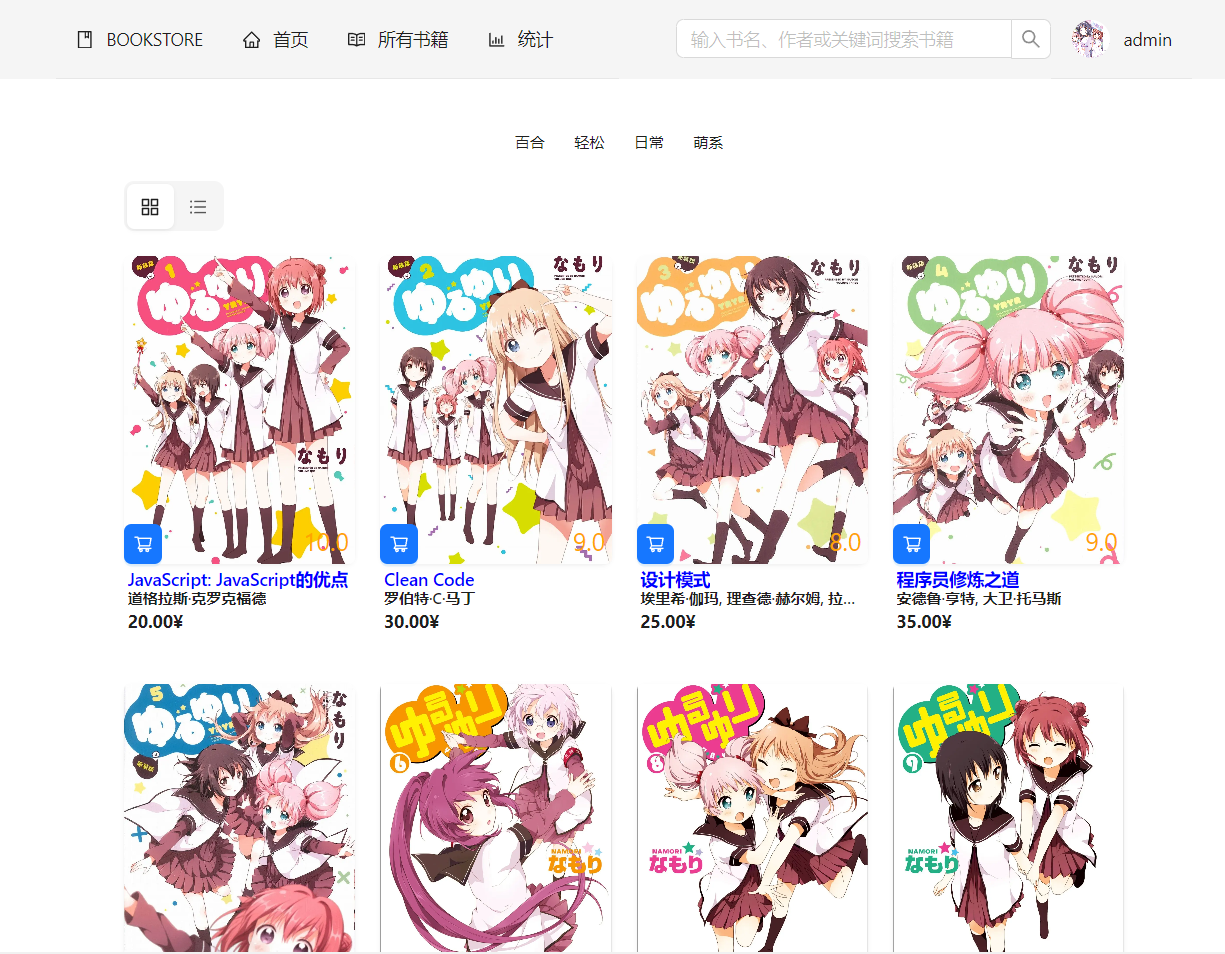 BOOKSTORE
首页
所有书籍
统计
输入书名、作者或关键词搜索书籍
admin
百合
轻松
日常
萌系
1
ゆるゆり
なもり
10.0
2
ゆるゆり
なもり
9.0
3
ゆるゆり
なもり
8.0
4
ゆるゆり
なもり
9.0
JavaScript: JavaScript的优点
道格拉斯·克罗克福德
20.00¥
Clean Code
罗伯特·C·马丁
30.00¥
设计模式
埃里希·伽玛, 理查德·赫尔姆, 拉...
25.00¥
程序员修炼之道
安德鲁·亨特, 大卫·托马斯
35.00¥
5
ゆるゆり
なもり
ゆるゆり
6
NAMORI
なもり
ゆるゆり
8
NAMORI
なもり
ゆるゆり
9
NAMORI
なもり